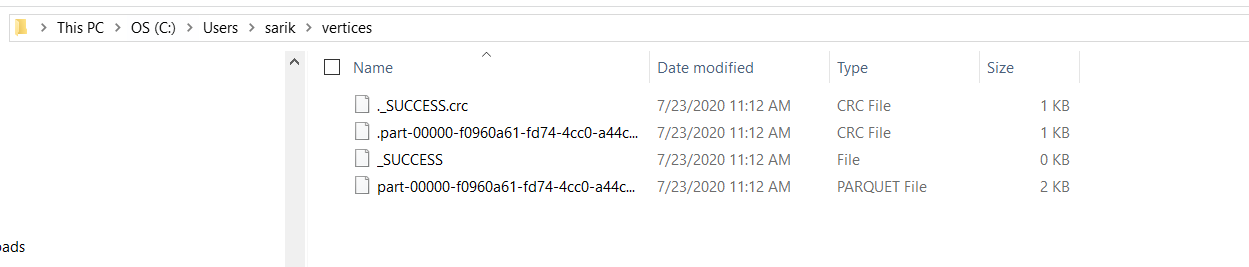 This PC > OS (C:) > Users > sarik > vertices
Name Date modified Type Size
._SUCCESS.crc 7/23/2020 11:12 AM CRC File 1 KB
.part-00000-f0960a61-fd74-4cc0-a44c... 7/23/2020 11:12 AM CRC File 1 KB
_SUCCESS 7/23/2020 11:12 AM File 0 KB
part-00000-f0960a61-fd74-4cc0-a44c... 7/23/2020 11:12 AM PARQUET File 2 KB
oads